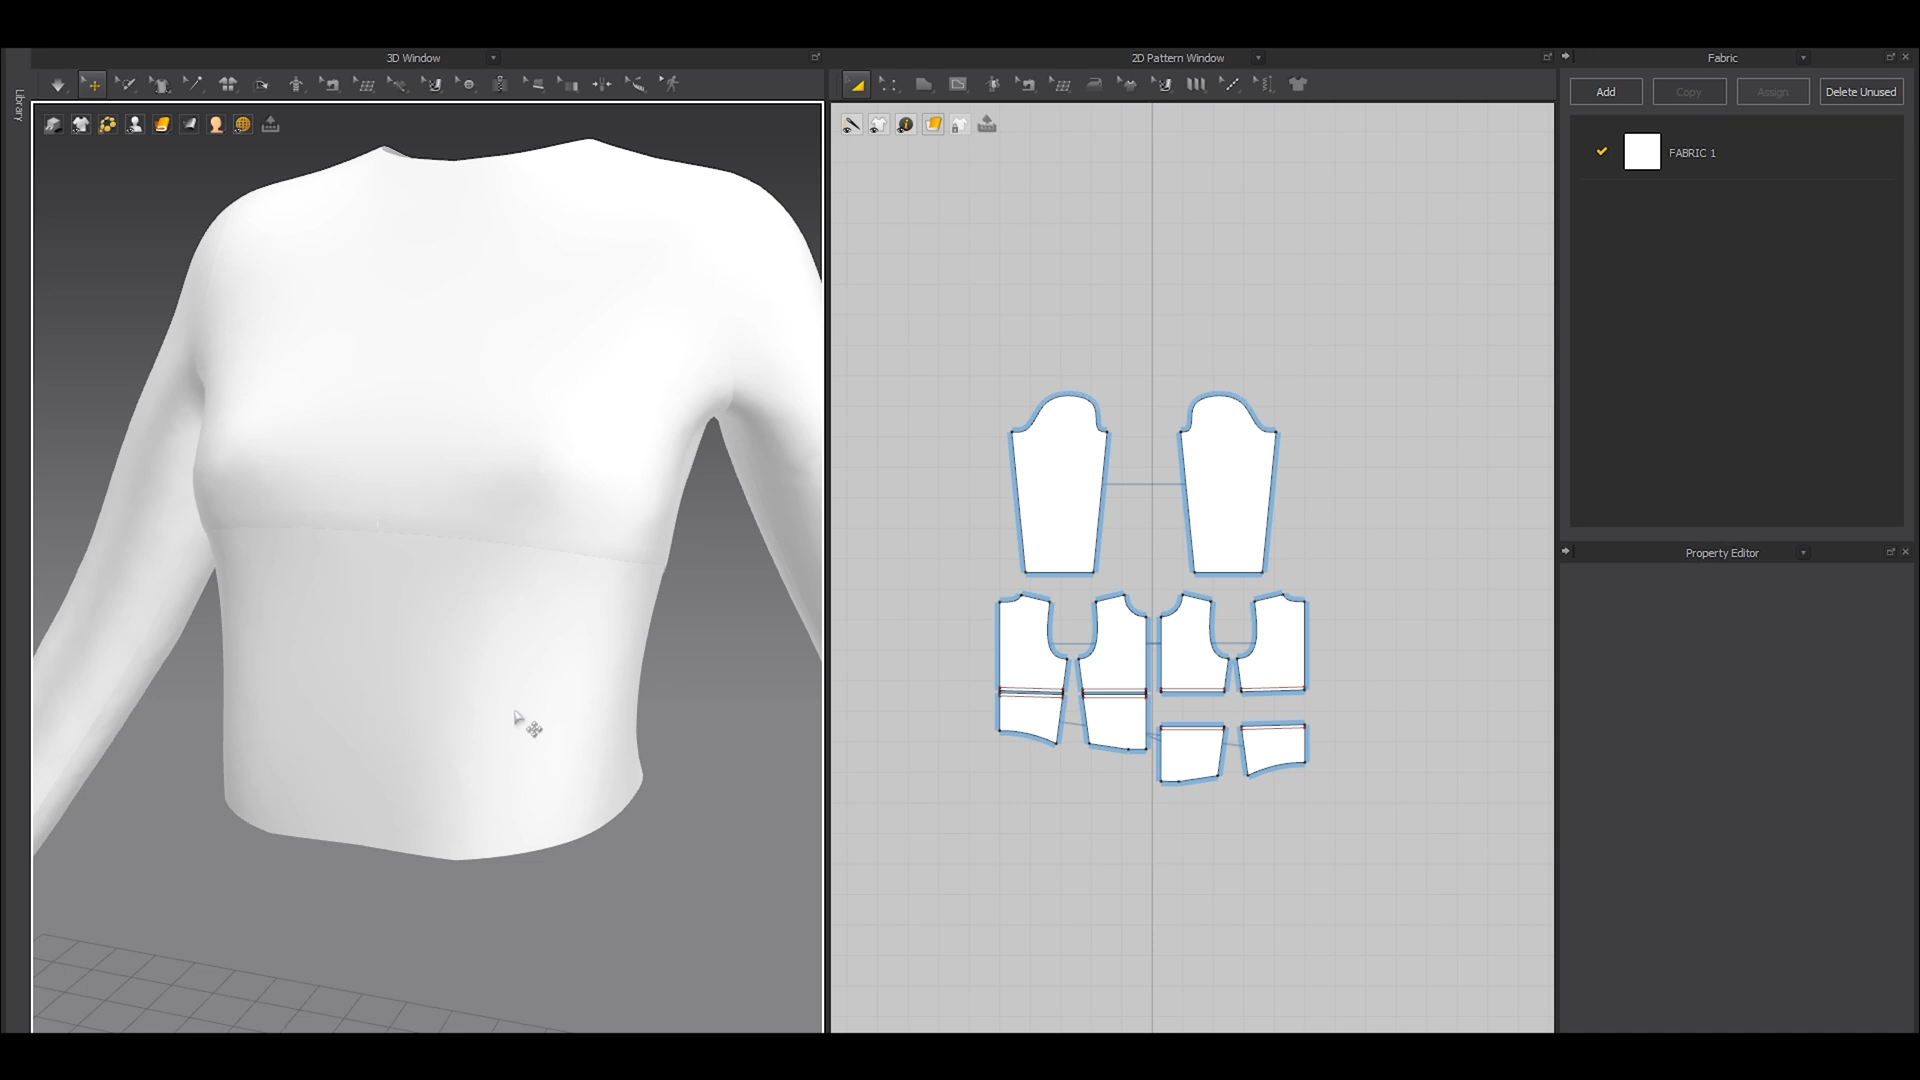 3D Window
2D Pattern Window
Fabric
Library
Add
Copy
Assign
Delete Unused
FABRIC 1
Property Editor